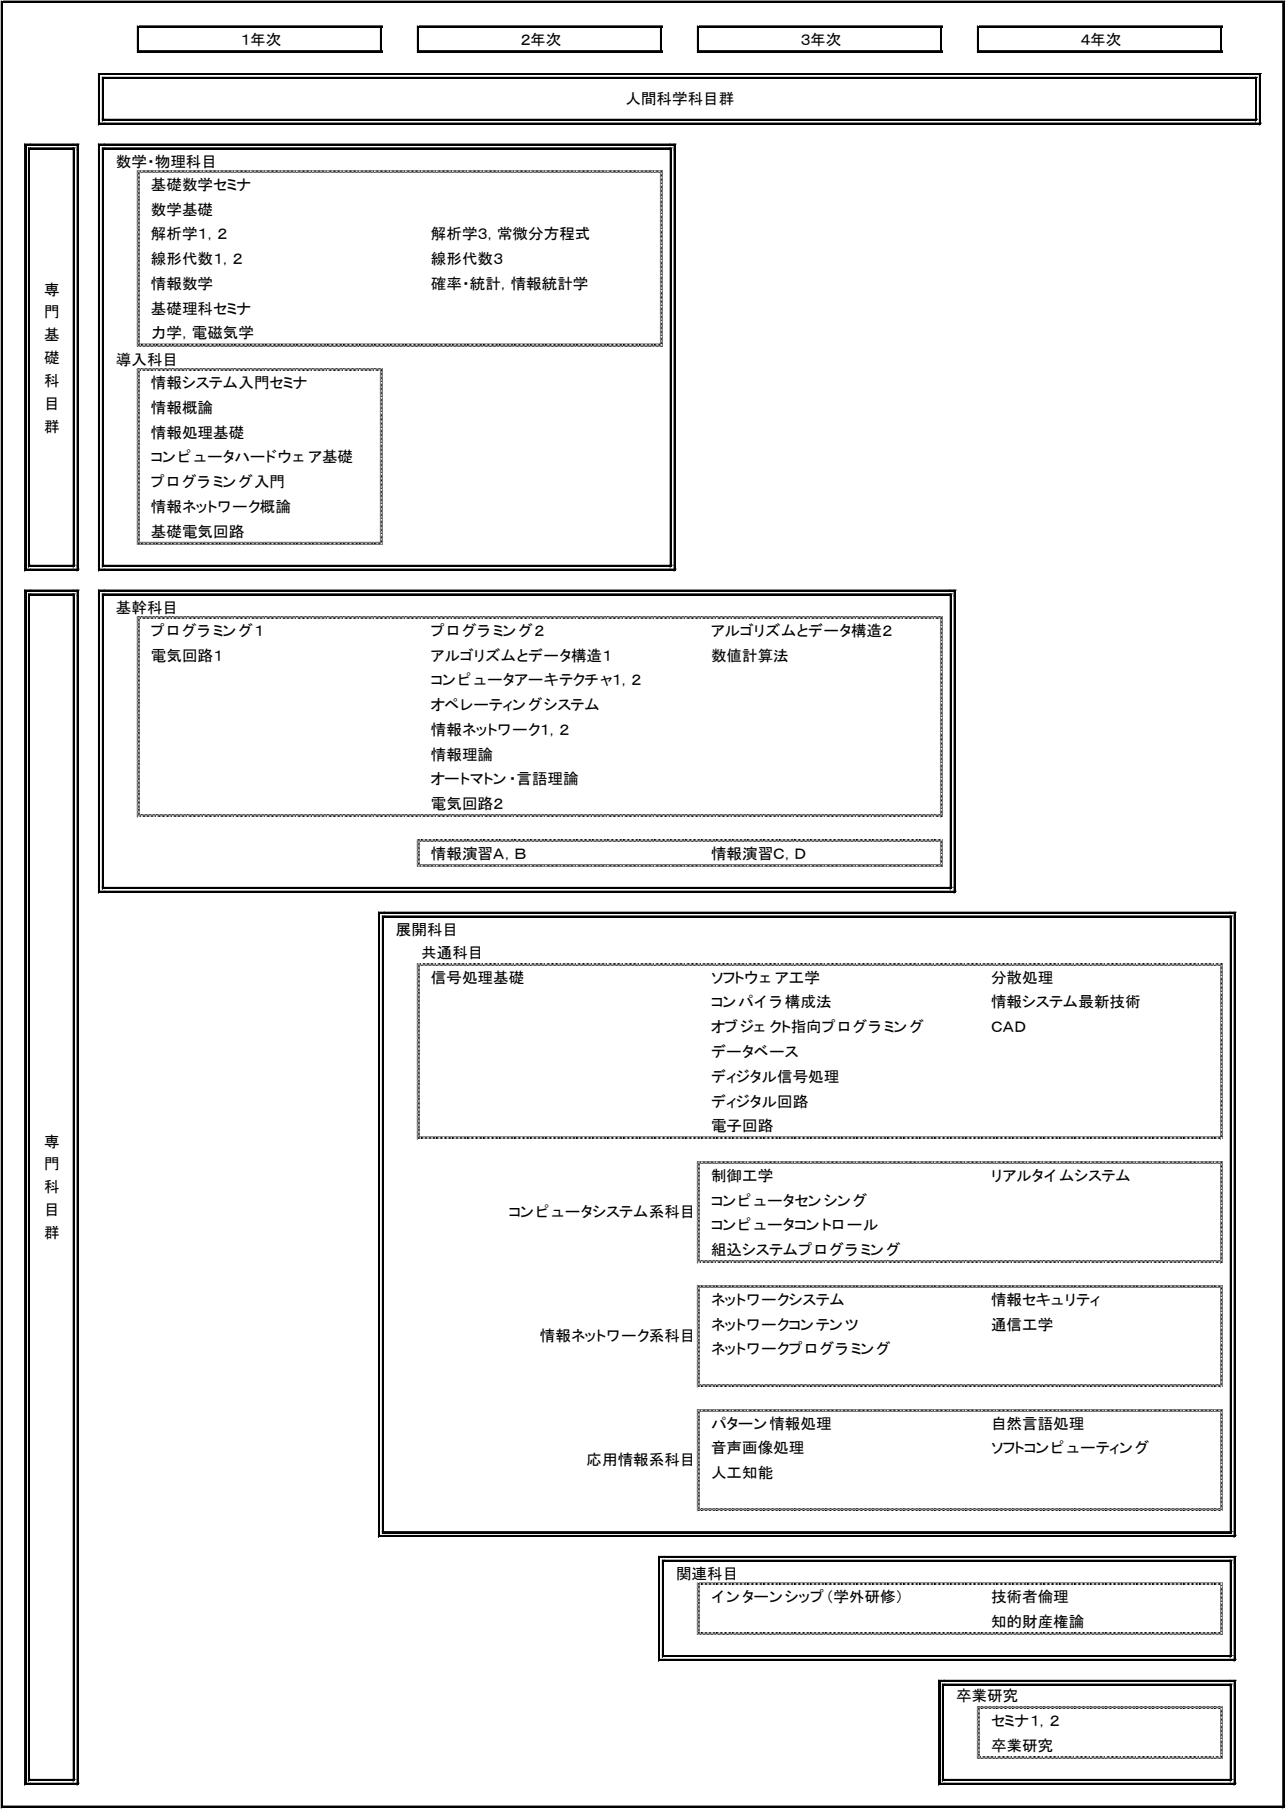 1年次 2年次 3年次 4年次
人間科学科目群
専門基礎科目群
数学・物理科目
基礎数学セミナ
数学基礎
解析学1, 2 解析学3, 常微分方程式
線形代数1, 2 線形代数3
情報数学 確率・統計, 情報統計学
基礎理科セミナ
力学, 電磁気学
導入科目
情報システム入門セミナ
情報概論
情報処理基礎
コンピュータハードウェア基礎
プログラミング入門
情報ネットワーク概論
基礎電気回路
専門科目群
基幹科目
プログラミング1 プログラミング2 アルゴリズムとデータ構造2
電気回路1 アルゴリズムとデータ構造1 数値計算法
コンピュータアーキテクチャ1, 2
オペレーティングシステム
情報ネットワーク1, 2
情報理論
オートマトン・言語理論
電気回路2
情報演習A, B 情報演習C, D
展開科目
共通科目
信号処理基礎 ソフトウェア工学 分散処理
コンパイラ構成法 情報システム最新技術
オブジェクト指向プログラミング CAD
データベース
ディジタル信号処理
ディジタル回路
電子回路
コンピュータシステム系科目
制御工学 リアルタイムシステム
コンピュータセンシング
コンピュータコントロール
組込システムプログラミング
情報ネットワーク系科目
ネットワークシステム 情報セキュリティ
ネットワークコンテンツ 通信工学
ネットワークプログラミング
応用情報系科目
パターン情報処理 自然言語処理
音声画像処理 ソフトコンピューティング
人工知能
関連科目
インターンシップ(学外研修) 技術者倫理
知的財産権論
卒業研究
セミナ1, 2
卒業研究